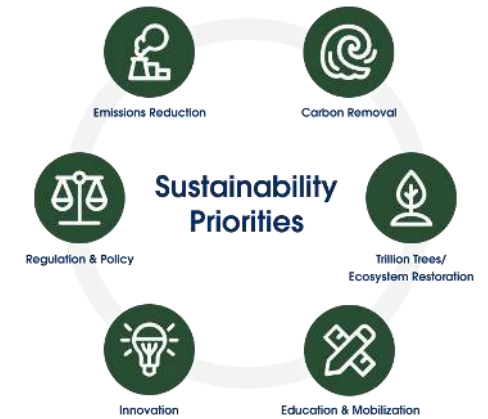 Emissions Reduction
Carbon Removal
Sustainability
Priorities
Regulation & Policy
Trillion Trees/
Ecosystem Restoration
Innovation
Education & Mobilization